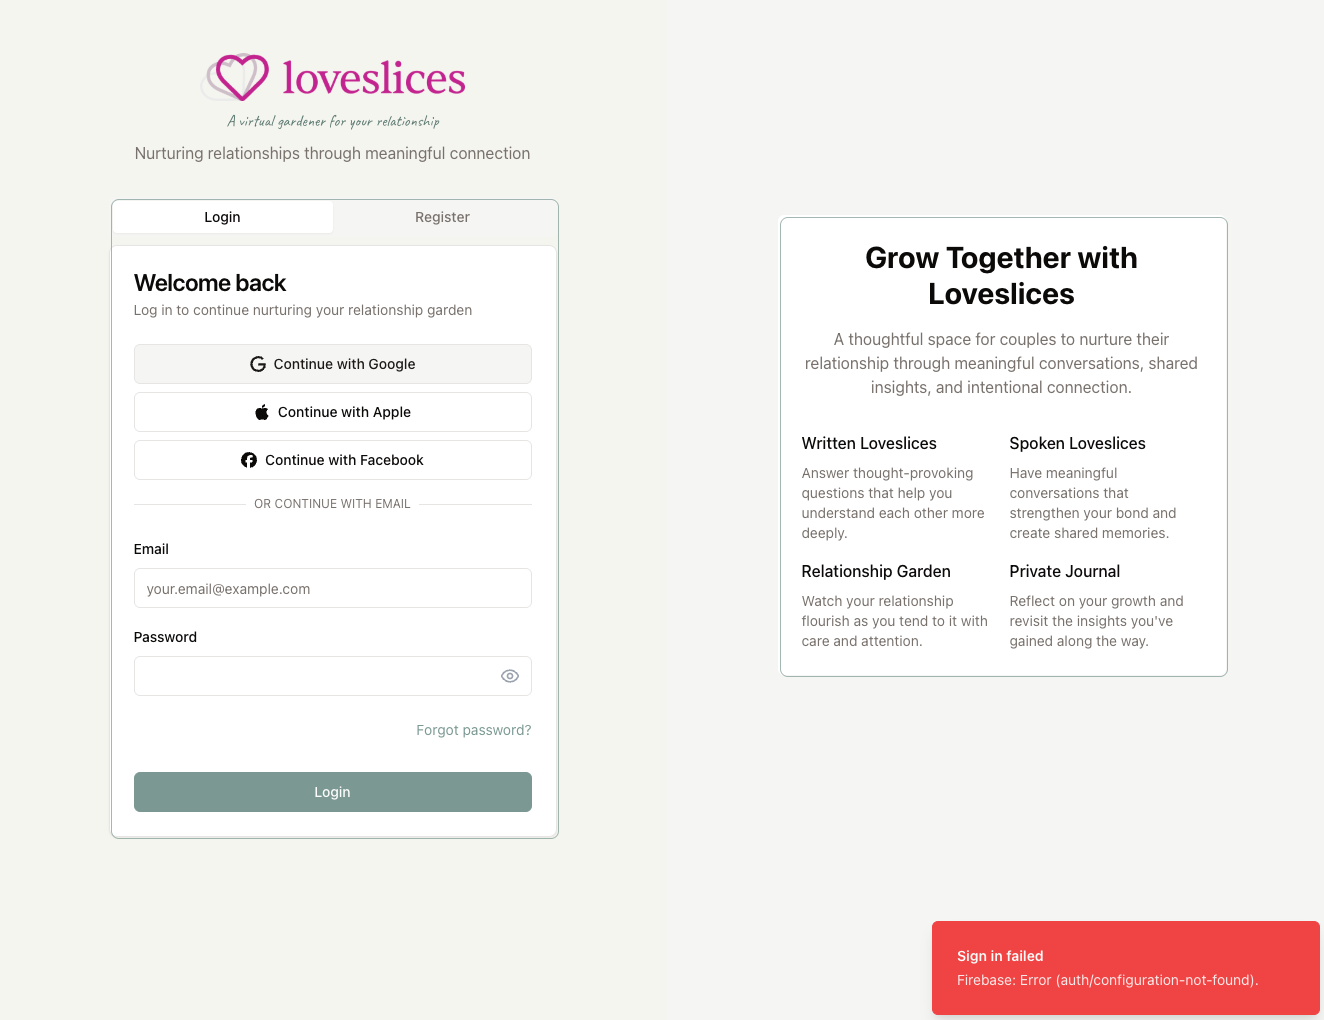 loveslices
A virtual gardener for your relationship
Nurturing relationships through meaningful connection
Login
Register
Welcome back
Log in to continue nurturing your relationship garden
Continue with Google
Continue with Apple
Continue with Facebook
OR CONTINUE WITH EMAIL
Email
your.email@example.com
Password
Forgot password?
Login
Grow Together with
Loveslices
A thoughtful space for couples to nurture their
relationship through meaningful conversations, shared
insights, and intentional connection.
Written Loveslices
Answer thought-provoking
questions that help you
understand each other more
deeply.
Spoken Loveslices
Have meaningful
conversations that
strengthen your bond and
create shared memories.
Relationship Garden
Watch your relationship
flourish as you tend to it with
care and attention.
Private Journal
Reflect on your growth and
revisit the insights you've
gained along the way.
Sign in failed
Firebase: Error (auth/configuration-not-found).